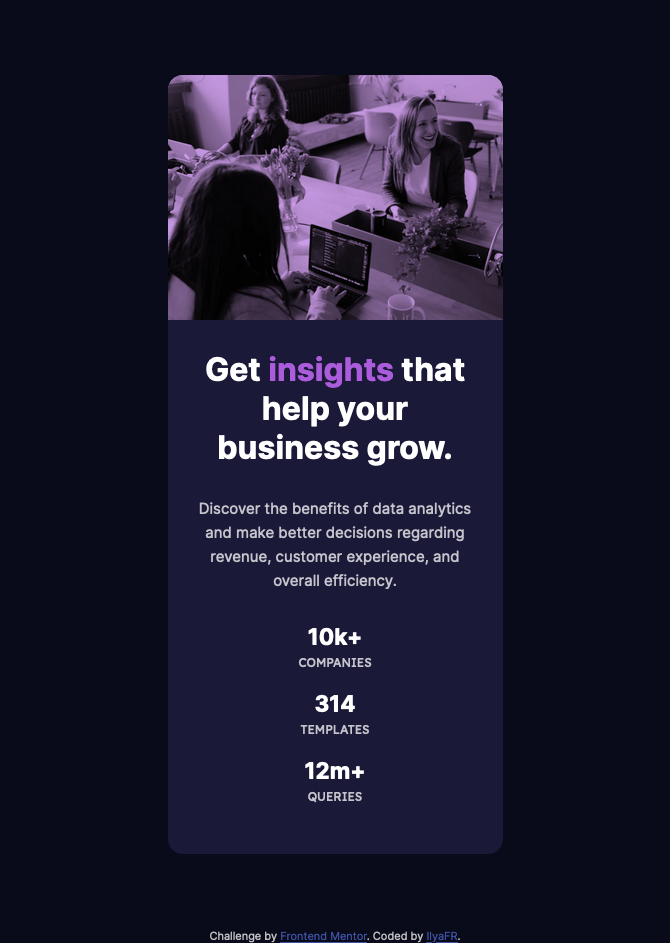 Get insights that
help your
business grow.
Discover the benefits of data analytics
and make better decisions regarding
revenue, customer experience, and
overall efficiency.
10k+
COMPANIES
314
TEMPLATES
12m+
QUERIES
Challenge by Frontend Mentor. Coded by IlyaFR.